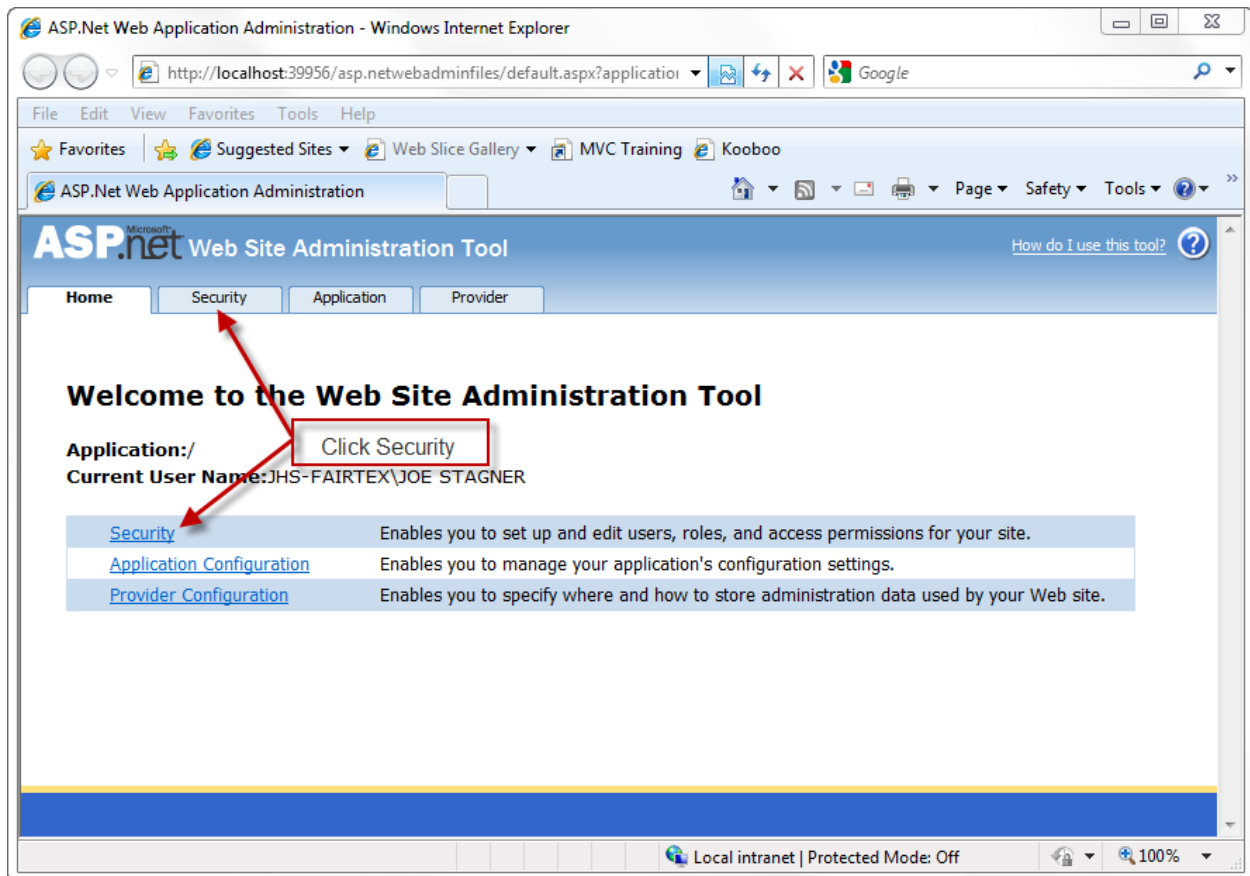 ASP.Net Web Application Administration - Windows Internet Explorer
http://localhost:39956/asp.netwebadminfiles/default.aspx?application
Google
File Edit View Favorites Tools Help
Favorites Suggested Sites Web Slice Gallery MVC Training Kooboo
ASP.Net Web Application Administration
Page Safety Tools
Microsoft
ASP.net Web Site Administration Tool
How do I use this tool?
Home Security Application Provider
Welcome to the Web Site Administration Tool
Application:/
Click Security
Current User Name:JHS-FAIRTEX\JOE STAGNER
Security Enables you to set up and edit users, roles, and access permissions for your site.
Application Configuration Enables you to manage your application's configuration settings.
Provider Configuration Enables you to specify where and how to store administration data used by your Web site.
Local intranet | Protected Mode: Off
100%